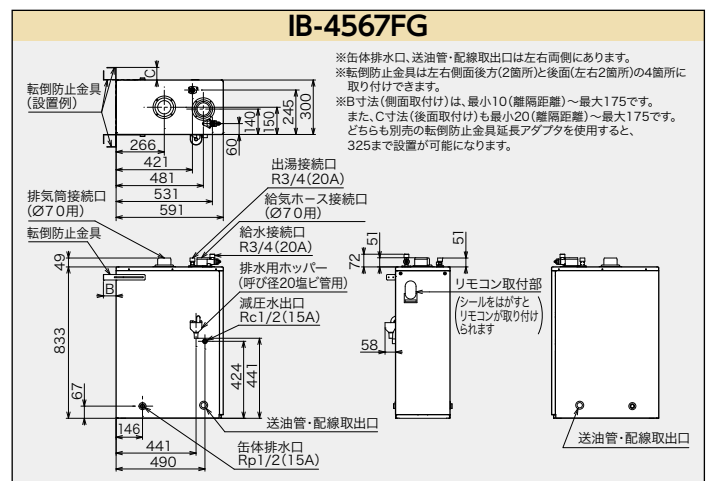 IB-4567FG
※缶体排水口、送油管・配線取出口は左右両側にあります。
※転倒防止金具は左右側面後方(2箇所)と後面(左右2箇所)の4箇所に
取り付けできます。
※B寸法(側面取付け)は、最小10(離隔距離)～最大175です。
また、C寸法(後面取付け)も最小20(離隔距離)～最大175です。
どちらも別売の転倒防止金具延長アダプタを使用すると、
325まで設置が可能になります。
転倒防止金具
(設置例)
C
140
150
245
300
60
266
421
481
531
591
出湯接続口
R3/4(20A)
給気ホース接続口
(Ø70用)
排気筒接続口
(Ø70用)
給水接続口
R3/4(20A)
転倒防止金具
排水用ホッパー
(呼び径20塩ビ管用)
減圧水出口
Rc1/2(15A)
49
B
833
67
146
441
490
424
441
送油管・配線取出口
缶体排水口
Rp1/2(15A)
72
51
51
58
リモコン取付部
(シールをはがすと
リモコンが取り付け
られます)
送油管・配線取出口